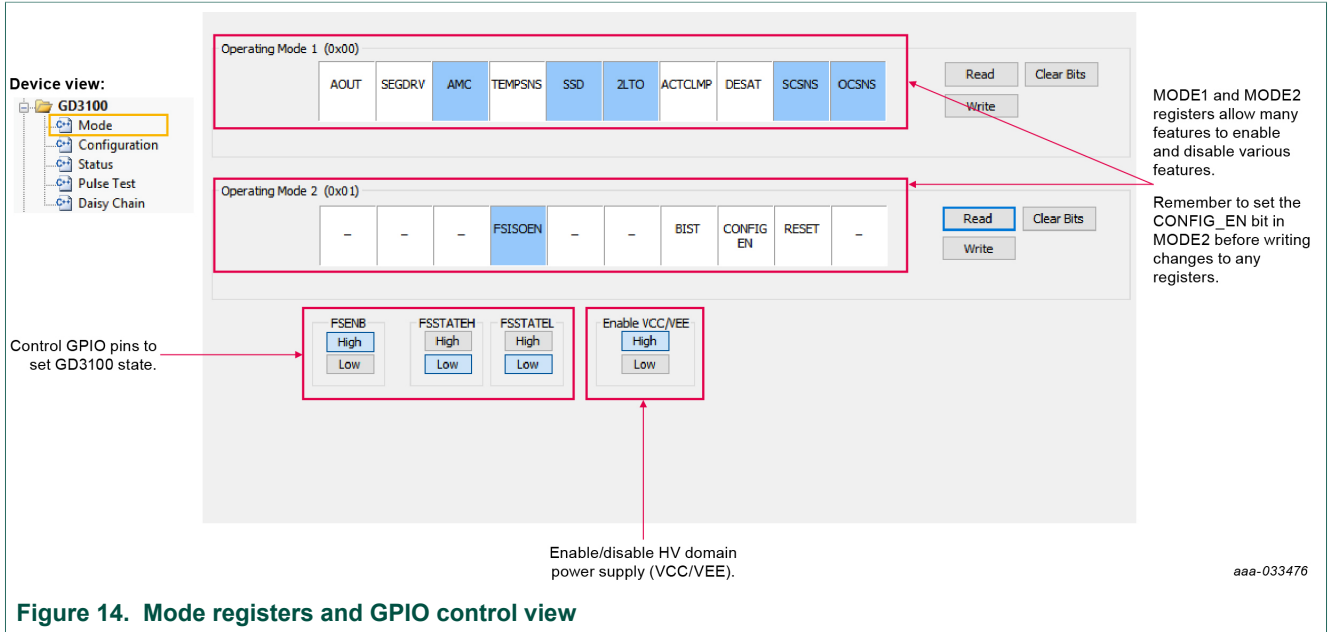 Device view:
GD3100
Mode
Configuration
Status
Pulse Test
Daisy Chain
Operating Mode 1 (0x00)
AOUT SEGDRV AMC TEMPSNS SSD 2LTO ACTCLMP DESAT SCSNS OCSNS
Read Clear Bits
Write
Operating Mode 2 (0x01)
– – – FSISOEN – – BIST CONFIG EN RESET –
Read Clear Bits
Write
MODE1 and MODE2
registers allow many
features to enable
and disable various
features.
Remember to set the
CONFIG_EN bit in
MODE2 before writing
changes to any
registers.
Control GPIO pins to
set GD3100 state.
FSENB FSSTATEH FSSTATEL Enable VCC/VEE
High High High High
Low Low Low Low
Enable/disable HV domain
power supply (VCC/VEE).
aaa-033476
Figure 14. Mode registers and GPIO control view